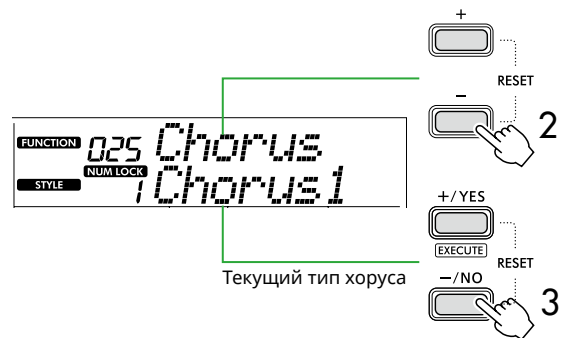 +
RESET
−
2
FUNCTION 025 Chorus
NUM LOCK
STYLE 1 Chorus1
+/YES
EXECUTE
RESET
Текущий тип хоруса
−/NO
3